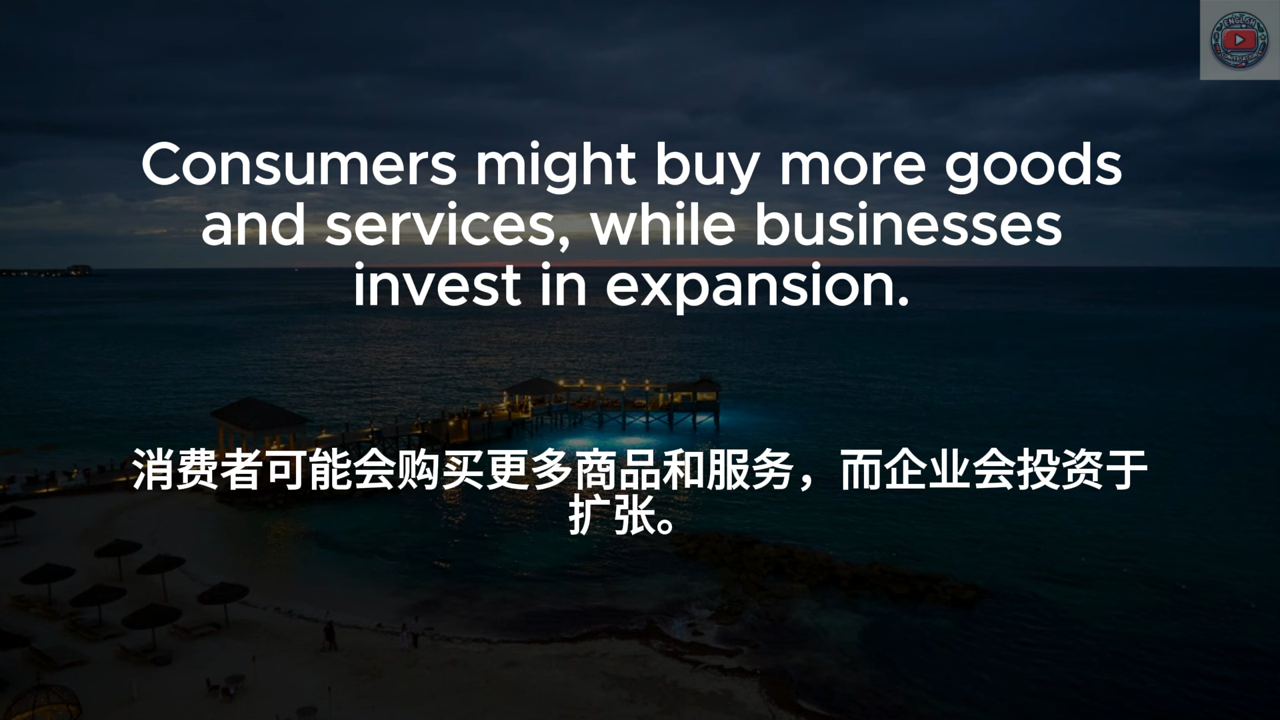 Consumers might buy more goods
and services, while businesses
invest in expansion.
消费者可能会购买更多商品和服务，而企业会投资于
扩张。